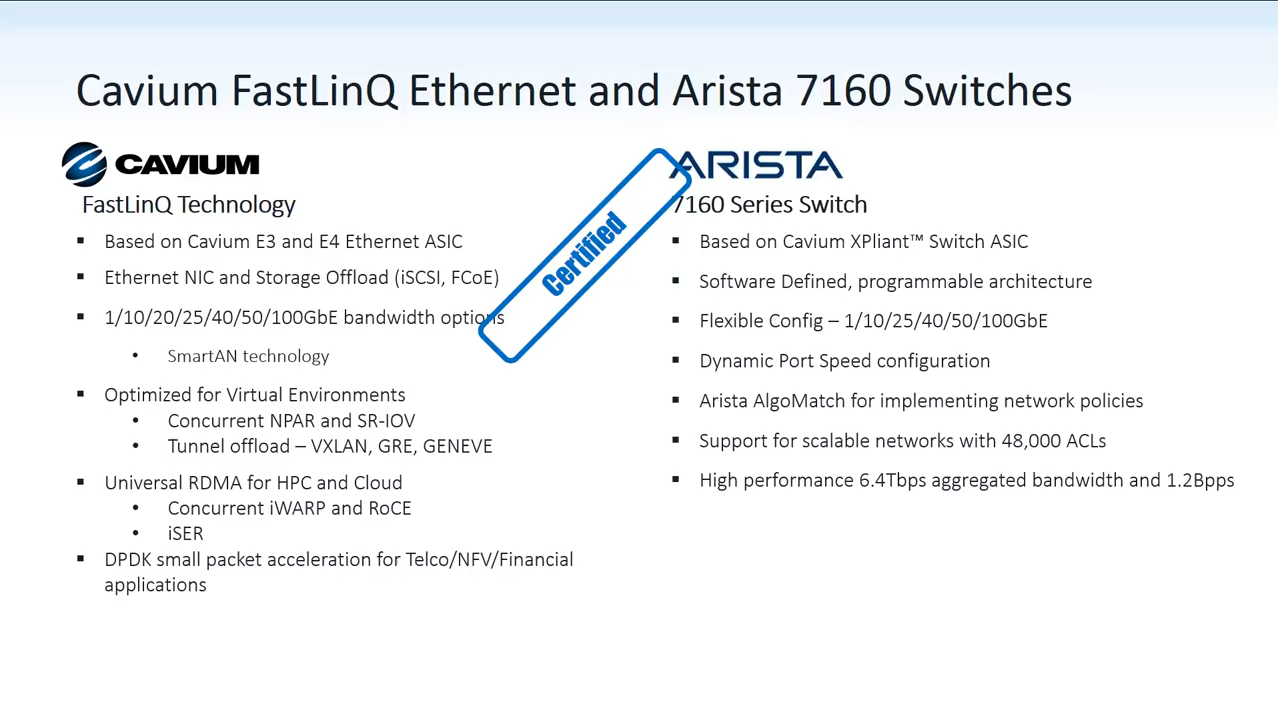 Cavium FastLinQ Ethernet and Arista 7160 Switches
CAVIUM
FastLinQ Technology
▪ Based on Cavium E3 and E4 Ethernet ASIC
▪ Ethernet NIC and Storage Offload (iSCSI, FCoE)
▪ 1/10/20/25/40/50/100GbE bandwidth options
• SmartAN technology
▪ Optimized for Virtual Environments
• Concurrent NPAR and SR-IOV
• Tunnel offload – VXLAN, GRE, GENEVE
▪ Universal RDMA for HPC and Cloud
• Concurrent iWARP and RoCE
• iSER
▪ DPDK small packet acceleration for Telco/NFV/Financial
applications
Certified
ARISTA
7160 Series Switch
▪ Based on Cavium XPliant™ Switch ASIC
▪ Software Defined, programmable architecture
▪ Flexible Config – 1/10/25/40/50/100GbE
▪ Dynamic Port Speed configuration
▪ Arista AlgoMatch for implementing network policies
▪ Support for scalable networks with 48,000 ACLs
▪ High performance 6.4Tbps aggregated bandwidth and 1.2Bpps